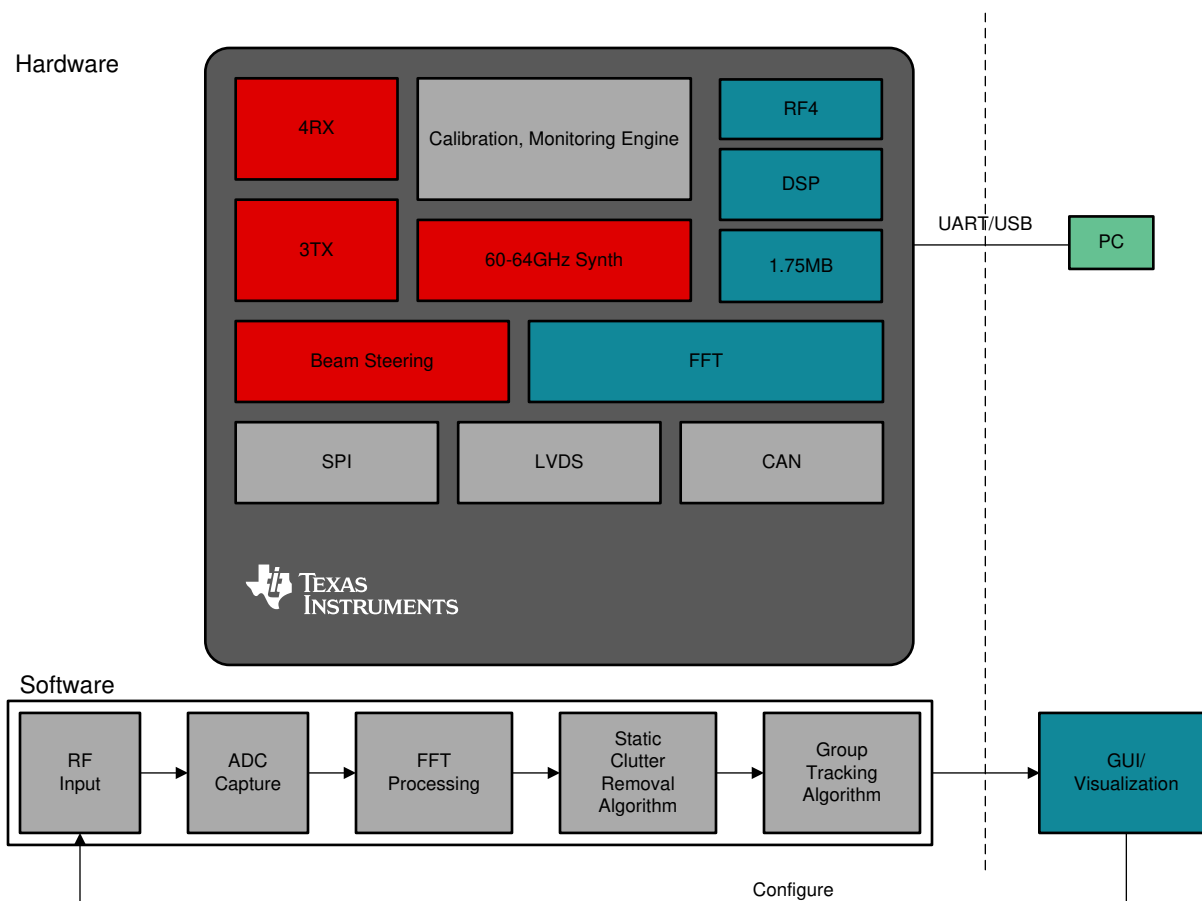 Hardware
4RX
Calibration, Monitoring Engine
RF4
DSP
3TX
60-64GHz Synth
1.75MB
UART/USB
PC
Beam Steering
FFT
SPI
LVDS
CAN
TEXAS
INSTRUMENTS
Software
RF
Input
ADC
Capture
FFT
Processing
Static
Clutter
Removal
Algorithm
Group
Tracking
Algorithm
GUI/
Visualization
Configure